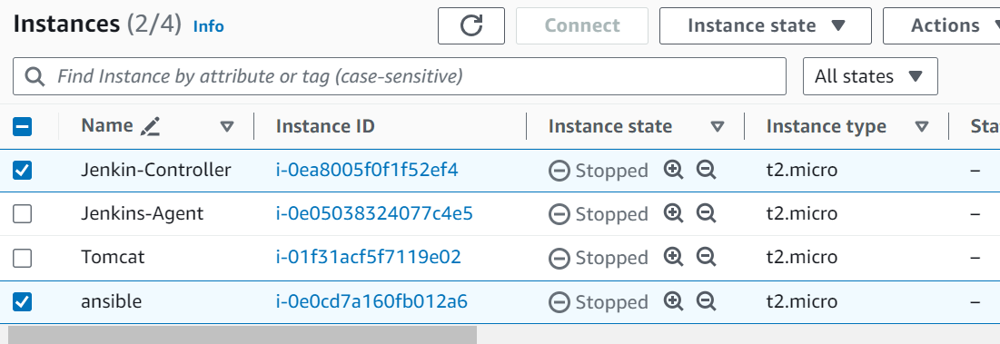 Instances (2/4) Info Connect Instance state Actions
Find Instance by attribute or tag (case-sensitive) All states
Name Instance ID Instance state Instance type Sta
Jenkin-Controller i-0ea8005f0f1f52ef4 Stopped t2.micro –
Jenkins-Agent i-0e05038324077c4e5 Stopped t2.micro –
Tomcat i-01f31acf5f7119e02 Stopped t2.micro –
ansible i-0e0cd7a160fb012a6 Stopped t2.micro –